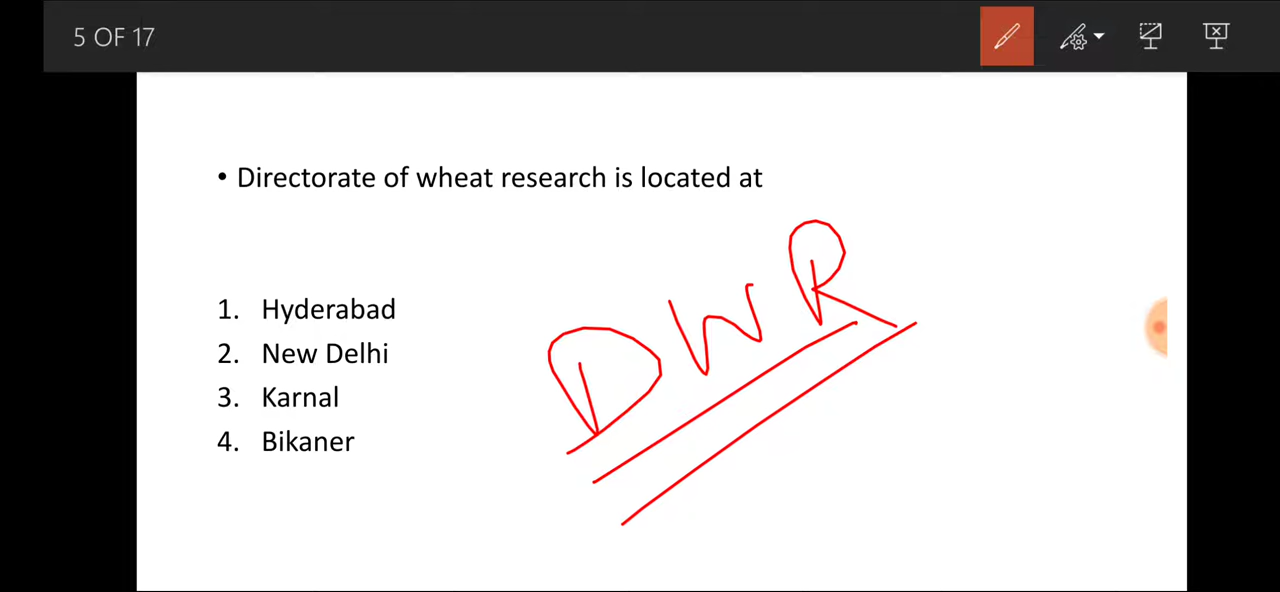 5 OF 17
• Directorate of wheat research is located at
1. Hyderabad
2. New Delhi
3. Karnal
4. Bikaner
DWR